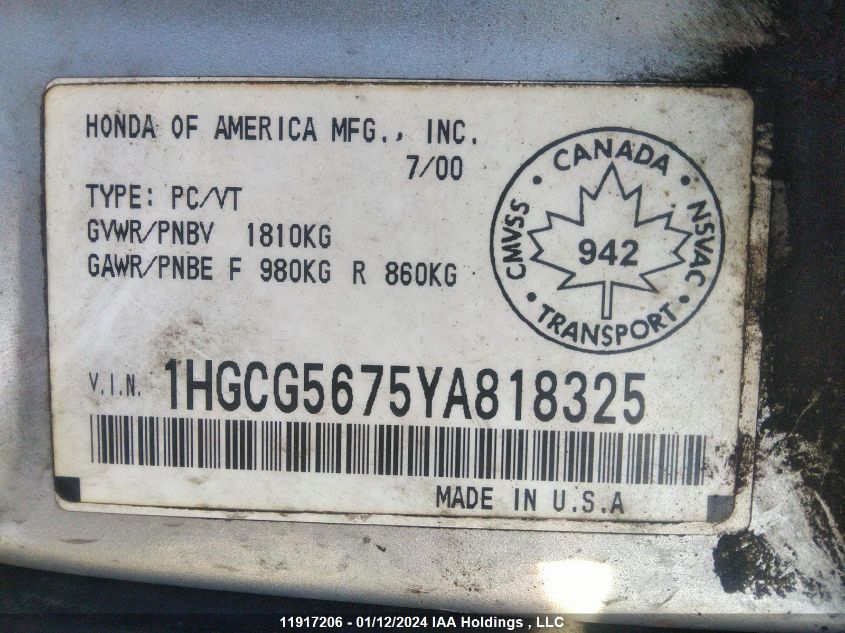 HONDA OF AMERICA MFG., INC.
7/00
TYPE: PC/VT
GVWR/PNBV 1810KG
GAWR/PNBE F 980KG R 860KG
CANADA
CMVSS
NSVAC
942
TRANSPORT
V.I.N. 1HGCG5675YA818325
MADE IN U.S.A
11917206 - 01/12/2024 IAA Holdings , LLC